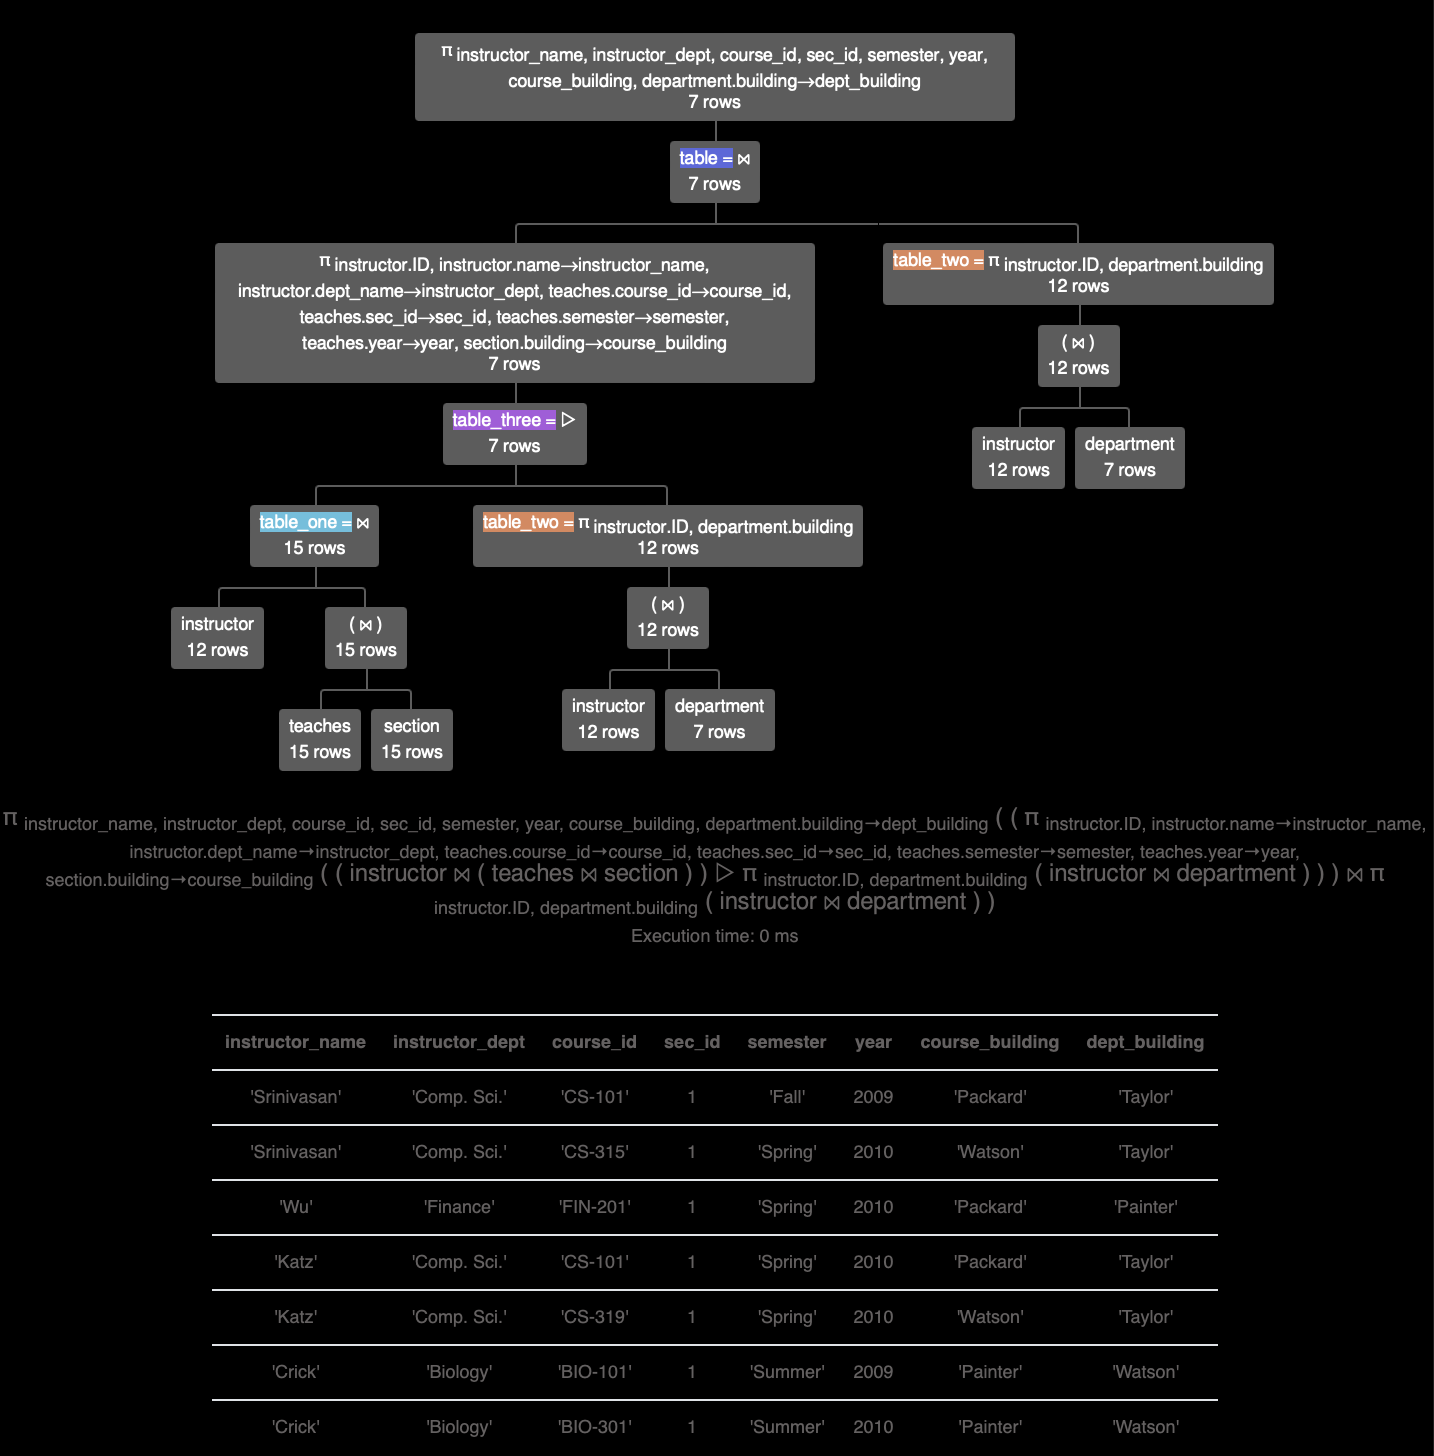 π instructor_name, instructor_dept, course_id, sec_id, semester, year,
course_building, department.building→dept_building
7 rows
table = ⋈
7 rows
π instructor.ID, instructor.name→instructor_name,
instructor.dept_name→instructor_dept, teaches.course_id→course_id,
teaches.sec_id→sec_id, teaches.semester→semester,
teaches.year→year, section.building→course_building
7 rows
table_two = π instructor.ID, department.building
12 rows
( ⋈ )
12 rows
instructor
12 rows
department
7 rows
table_three = ▷
7 rows
table_one = ⋈
15 rows
table_two = π instructor.ID, department.building
12 rows
instructor
12 rows
( ⋈ )
15 rows
( ⋈ )
12 rows
teaches
15 rows
section
15 rows
instructor
12 rows
department
7 rows
π instructor_name, instructor_dept, course_id, sec_id, semester, year, course_building, department.building→dept_building ( ( π instructor.ID, instructor.name→instructor_name,
instructor.dept_name→instructor_dept, teaches.course_id→course_id, teaches.sec_id→sec_id, teaches.semester→semester, teaches.year→year,
section.building→course_building ( ( instructor ⋈ ( teaches ⋈ section ) ) ▷ π instructor.ID, department.building ( instructor ⋈ department ) ) ) ⋈ π
instructor.ID, department.building ( instructor ⋈ department ) )
Execution time: 0 ms
instructor_name instructor_dept course_id sec_id semester year course_building dept_building
'Srinivasan' 'Comp. Sci.' 'CS-101' 1 'Fall' 2009 'Packard' 'Taylor'
'Srinivasan' 'Comp. Sci.' 'CS-315' 1 'Spring' 2010 'Watson' 'Taylor'
'Wu' 'Finance' 'FIN-201' 1 'Spring' 2010 'Packard' 'Painter'
'Katz' 'Comp. Sci.' 'CS-101' 1 'Spring' 2010 'Packard' 'Taylor'
'Katz' 'Comp. Sci.' 'CS-319' 1 'Spring' 2010 'Watson' 'Taylor'
'Crick' 'Biology' 'BIO-101' 1 'Summer' 2009 'Painter' 'Watson'
'Crick' 'Biology' 'BIO-301' 1 'Summer' 2010 'Painter' 'Watson'